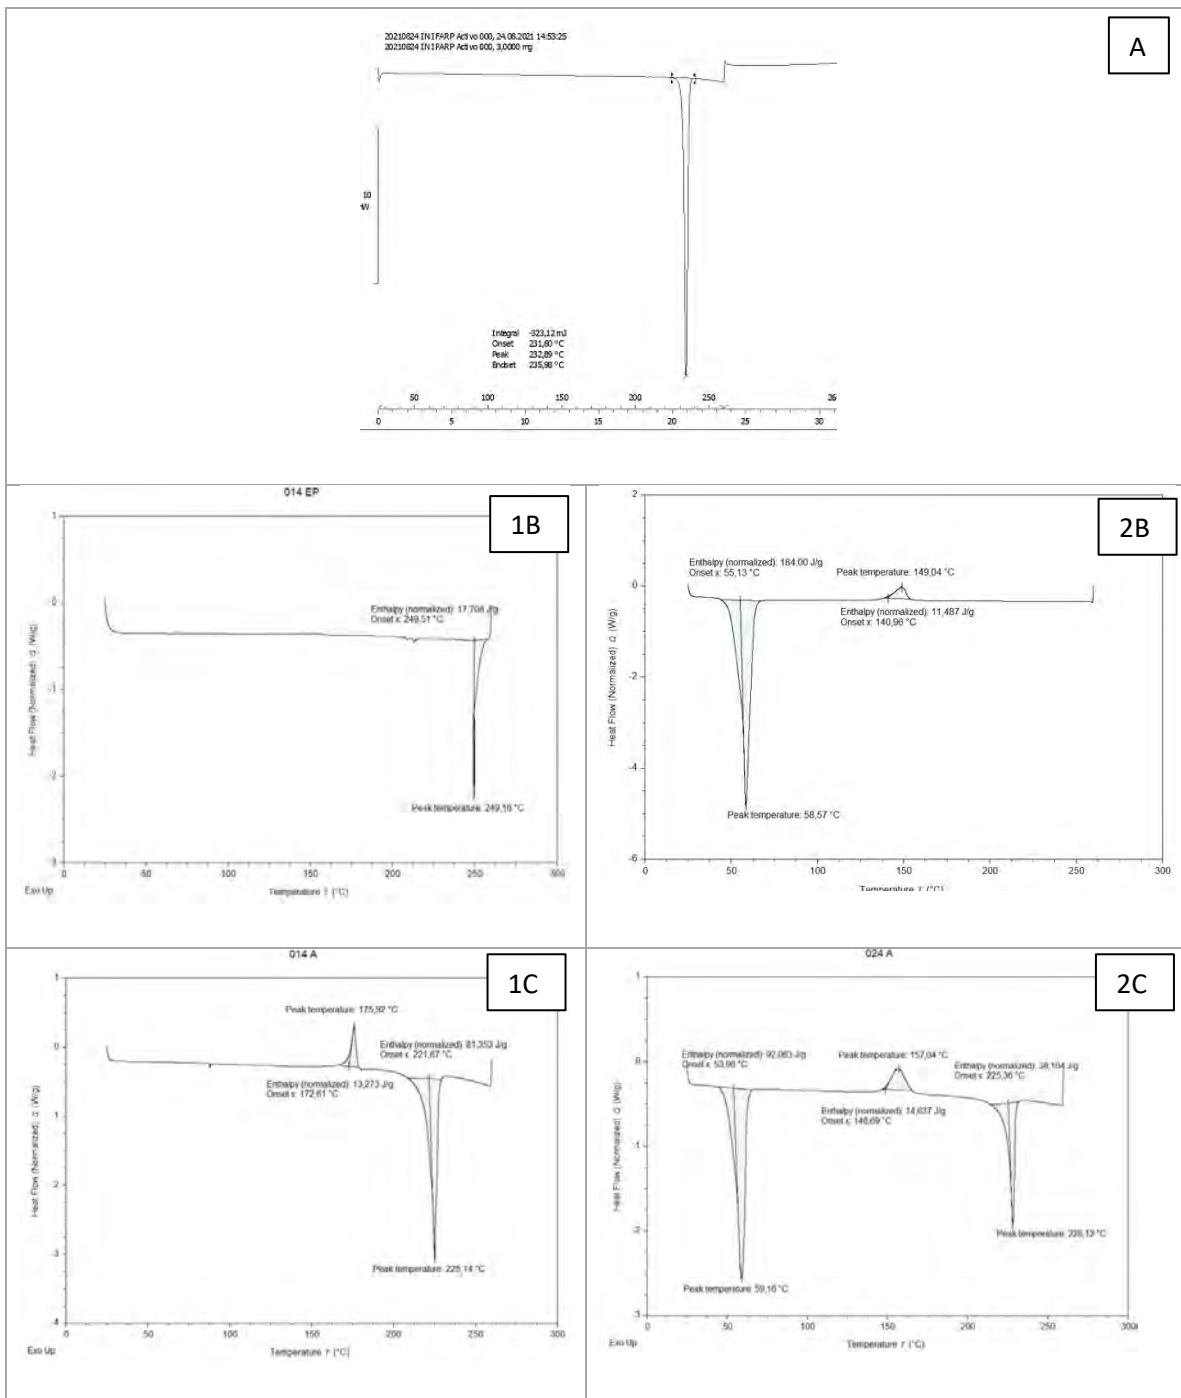 20210824 INIFARP Activo 000, 24.08.2021 14:53:25
20210824 INIFARP Activo 000, 3,0000 mg
A
10
Integral -323,12 mJ
Onset 231,60 °C
Peak 232,89 °C
Endset 235,98 °C
50 100 150 200 250
0 5 10 15 20 25 30
014 EP
1B
1
0
-1
-2
-3
Heat Flow (Normalized) Q (W/g)
Enthalpy (normalized): 17,708 J/g
Onset x: 249,51 °C
Peak temperature: 249,16 °C
0 50 100 150 200 250 300
Exo Up
Temperature T (°C)
2B
2
0
-2
-4
-6
Heat Flow (Normalized) Q (W/g)
Enthalpy (normalized): 184,00 J/g
Onset x: 55,13 °C
Peak temperature: 149,04 °C
Enthalpy (normalized): 11,487 J/g
Onset x: 140,96 °C
Peak temperature: 58,57 °C
0 50 100 150 200 250 300
Temperature T (°C)
014 A
1C
1
0
-1
-2
-3
-4
Heat Flow (Normalized) Q (W/g)
Peak temperature: 175,92 °C
Enthalpy (normalized): 81,353 J/g
Onset x: 221,67 °C
Enthalpy (normalized): 13,273 J/g
Onset x: 172,61 °C
Peak temperature: 225,14 °C
0 50 100 150 200 250 300
Exo Up
Temperature T (°C)
024 A
2C
1
0
-1
-2
-3
Heat Flow (Normalized) Q (W/g)
Enthalpy (normalized): 92,063 J/g
Onset x: 53,96 °C
Peak temperature: 157,04 °C
Enthalpy (normalized): 38,104 J/g
Onset x: 225,36 °C
Enthalpy (normalized): 14,637 J/g
Onset x: 148,69 °C
Peak temperature: 228,12 °C
Peak temperature: 59,16 °C
0 50 100 150 200 250 300
Exo Up
Temperature T (°C)